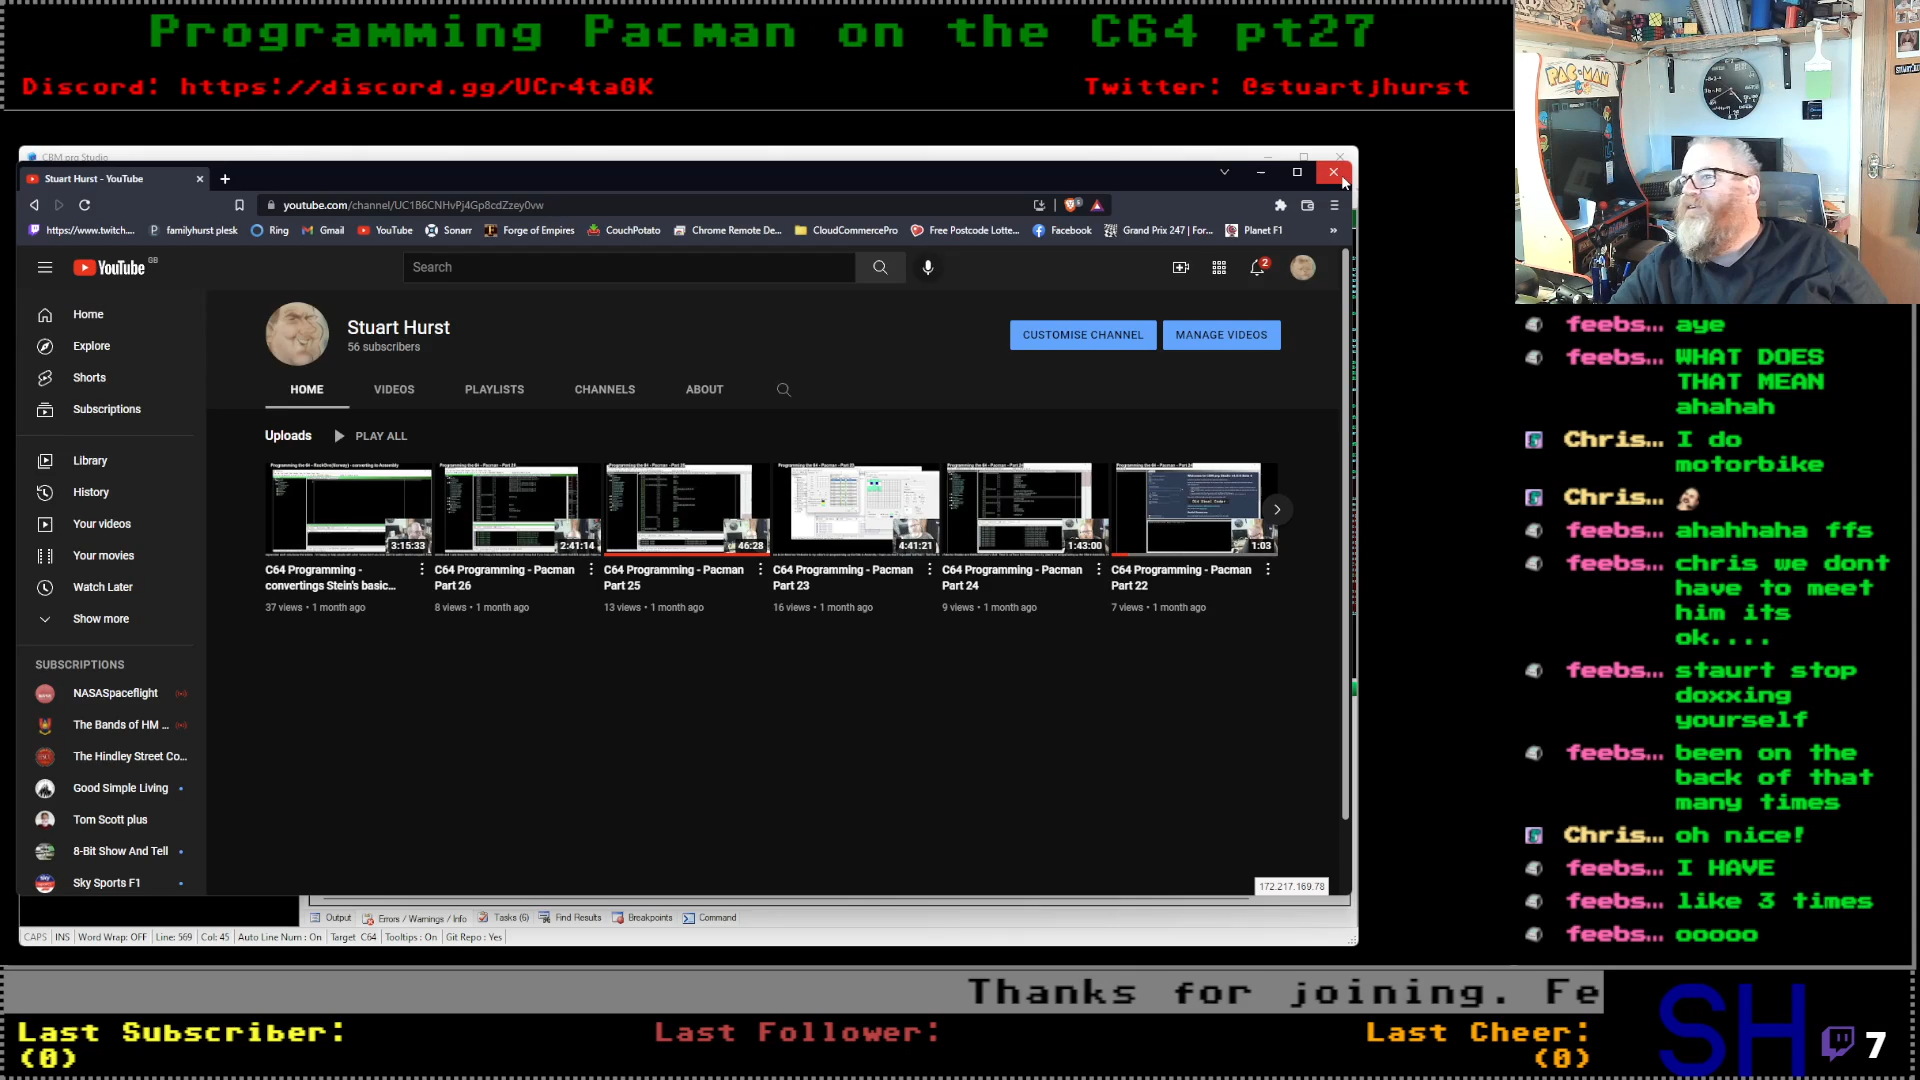 Programming Pacman on the C64 pt27
Discord: https://discord.gg/UCr4taGK
Twitter: @stuartjhurst
CBM prg Studio
Stuart Hurst - YouTube
youtube.com/channel/UC1B6CNHvPj4Gp8cdZzey0vw
https://www.twitch....
familyhurst plesk
Ring
Gmail
YouTube
Sonarr
Forge of Empires
CouchPotato
Chrome Remote De...
CloudCommercePro
Free Postcode Lotte...
Facebook
Grand Prix 247 | For...
Planet F1
»
YouTube GB
Search
2
Home
Explore
Shorts
Subscriptions
Library
History
Your videos
Your movies
Watch Later
Show more
SUBSCRIPTIONS
NASASpaceflight
The Bands of HM ...
The Hindley Street Co...
Good Simple Living
Tom Scott plus
8-Bit Show And Tell
Sky Sports F1
Stuart Hurst
56 subscribers
CUSTOMISE CHANNEL
MANAGE VIDEOS
HOME
VIDEOS
PLAYLISTS
CHANNELS
ABOUT
Uploads
PLAY ALL
3:15:33
C64 Programming -
convertings Stein's basic...
37 views • 1 month ago
2:41:14
C64 Programming - Pacman
Part 26
8 views • 1 month ago
46:28
C64 Programming - Pacman
Part 25
13 views • 1 month ago
4:41:21
C64 Programming - Pacman
Part 23
16 views • 1 month ago
1:43:00
C64 Programming - Pacman
Part 24
9 views • 1 month ago
1:03
C64 Programming - Pacman
Part 22
7 views • 1 month ago
172.217.169.78
Output
Errors / Warnings / Info
Tasks (6)
Find Results
Breakpoints
Command
CAPS
INS
Word Wrap: OFF
Line: 569
Col: 45
Auto Line Num : On
Target C64
Tooltips : On
Git Repo : Yes
PAC-MAN
feebs... aye
feebs... WHAT DOES
THAT MEAN
ahahah
Chris... I do
motorbike
Chris...
feebs... ahahhaha ffs
feebs... chris we dont
have to meet
him its
ok....
feebs... staurt stop
doxxing
yourself
feebs... been on the
back of that
many times
Chris... oh nice!
feebs... I HAVE
feebs... like 3 times
feebs... ooooo
Thanks for joining. Fe
Last Subscriber:
(0)
Last Follower:
Last Cheer:
(0)
SH
7